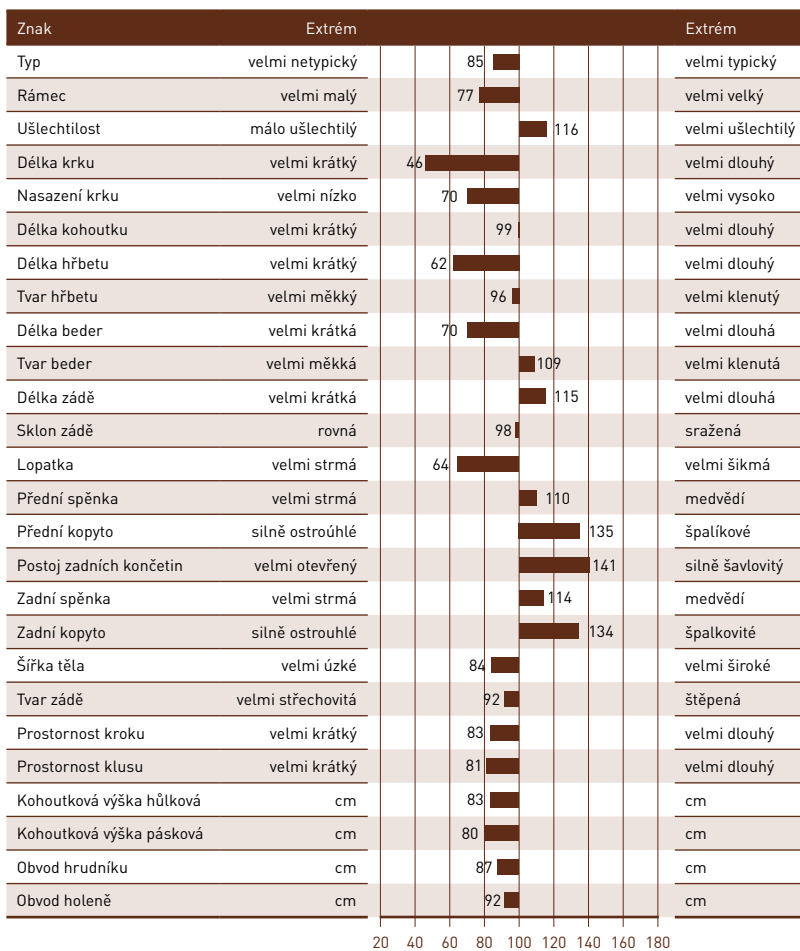 Znak Extrém Extrém
Typ velmi netypický 85 velmi typický
Rámec velmi malý 77 velmi velký
Ušlechtilost málo ušlechtilý 116 velmi ušlechtilý
Délka krku velmi krátký 46 velmi dlouhý
Nasazení krku velmi nízko 70 velmi vysoko
Délka kohoutku velmi krátký 99 velmi dlouhý
Délka hřbetu velmi krátký 62 velmi dlouhý
Tvar hřbetu velmi měkký 96 velmi klenutý
Délka beder velmi krátká 70 velmi dlouhá
Tvar beder velmi měkká 109 velmi klenutá
Délka zádě velmi krátká 115 velmi dlouhá
Sklon zádě rovná 98 sražená
Lopatka velmi strmá 64 velmi šikmá
Přední spěnka velmi strmá 110 medvědí
Přední kopyto silně ostroúhlé 135 špalíkové
Postoj zadních končetin velmi otevřený 141 silně šavlovitý
Zadní spěnka velmi strmá 114 medvědí
Zadní kopyto silně ostrouhlé 134 špalkovité
Šířka těla velmi úzké 84 velmi široké
Tvar zádě velmi střechovitá 92 štěpená
Prostornost kroku velmi krátký 83 velmi dlouhý
Prostornost klusu velmi krátký 81 velmi dlouhý
Kohoutková výška hůlková cm 83 cm
Kohoutková výška pásková cm 80 cm
Obvod hrudníku cm 87 cm
Obvod holeně cm 92 cm
20 40 60 80 100 120 140 160 180